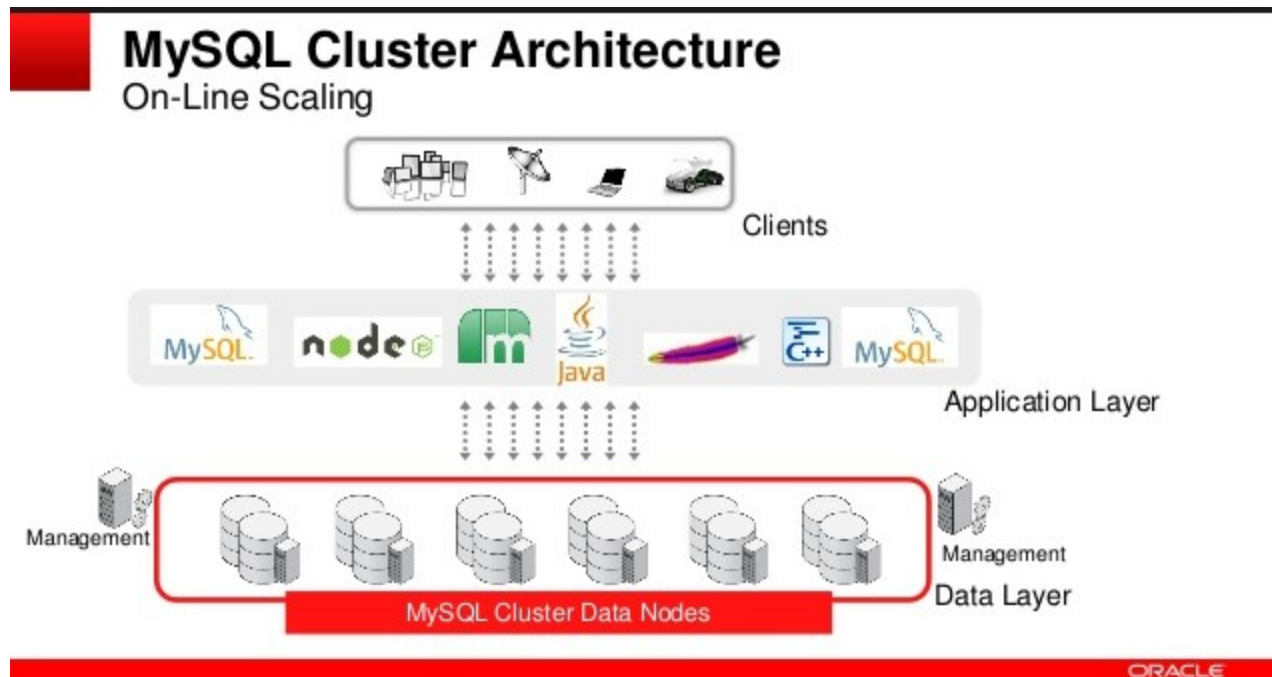 MySQL Cluster Architecture
On-Line Scaling
Clients
MySQL
node
m
Java
C++
MySQL
Application Layer
Management
Management
Data Layer
MySQL Cluster Data Nodes
ORACLE